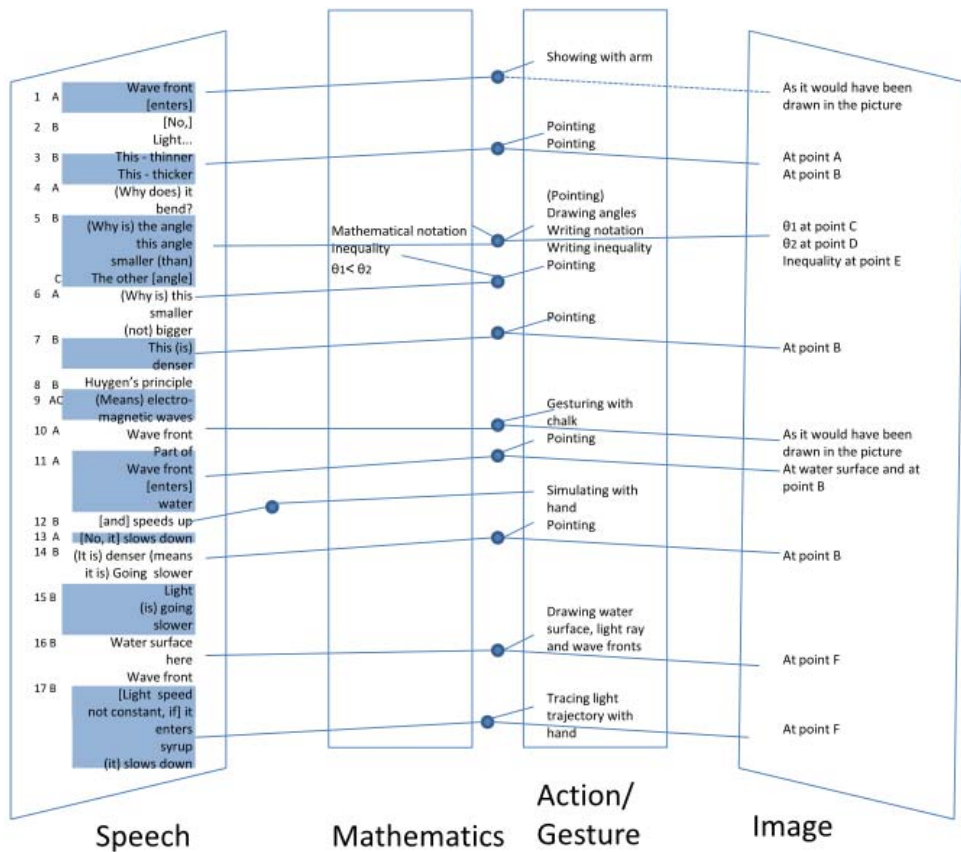 Showing with arm
1 A Wave front
[enters]
As it would have been
drawn in the picture
2 B [No,]
Light...
Pointing
3 B This - thinner
Pointing
This - thicker
At point A
At point B
4 A (Why does) it
bend?
5 B (Why is) the angle
this angle
smaller (than)
C The other [angle]
Mathematical notation
Inequality
θ1< θ2
(Pointing)
Drawing angles
Writing notation
Writing inequality
Pointing
θ1 at point C
θ2 at point D
Inequality at point E
6 A (Why is) this
smaller
(not) bigger
Pointing
7 B This (is)
denser
At point B
8 B Huygen's principle
9 AC (Means) electro-
magnetic waves
10 A Wave front
Gesturing with
chalk
As it would have been
drawn in the picture
11 A Part of
Wave front
[enters]
water
Pointing
At water surface and at
point B
12 B [and] speeds up
Simulating with
hand
13 A [No, it] slows down
14 B (It is) denser (means
it is) Going slower
Pointing
At point B
15 B Light
(is) going
slower
16 B Water surface
here
Wave front
Drawing water
surface, light ray
and wave fronts
At point F
17 B [Light speed
not constant, if] it
enters
syrup
(it) slows down
Tracing light
trajectory with
hand
At point F
Speech
Mathematics
Action/
Gesture
Image